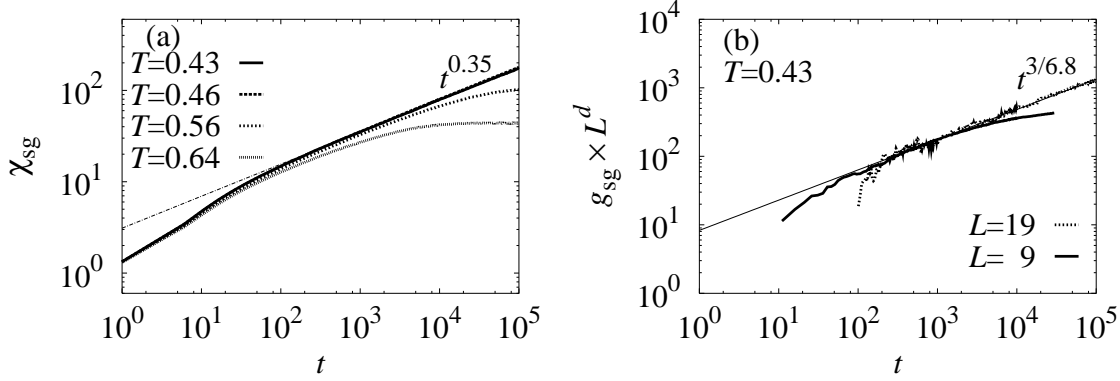 (a)
T=0.43
T=0.46
T=0.56
T=0.64
t^0.35
χsg
10^2
10^1
10^0
10^0 10^1 10^2 10^3 10^4 10^5
t
(b)
T=0.43
t^3/6.8
gsg × L^d
L=19
L= 9
10^4
10^3
10^2
10^1
10^0
10^0 10^1 10^2 10^3 10^4 10^5
t